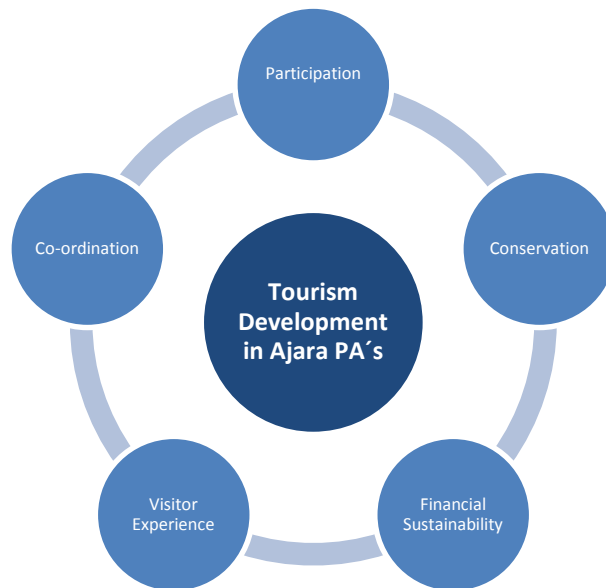 Participation
Co-ordination
Conservation
Tourism
Development
in Ajara PA´s
Visitor
Experience
Financial
Sustainability